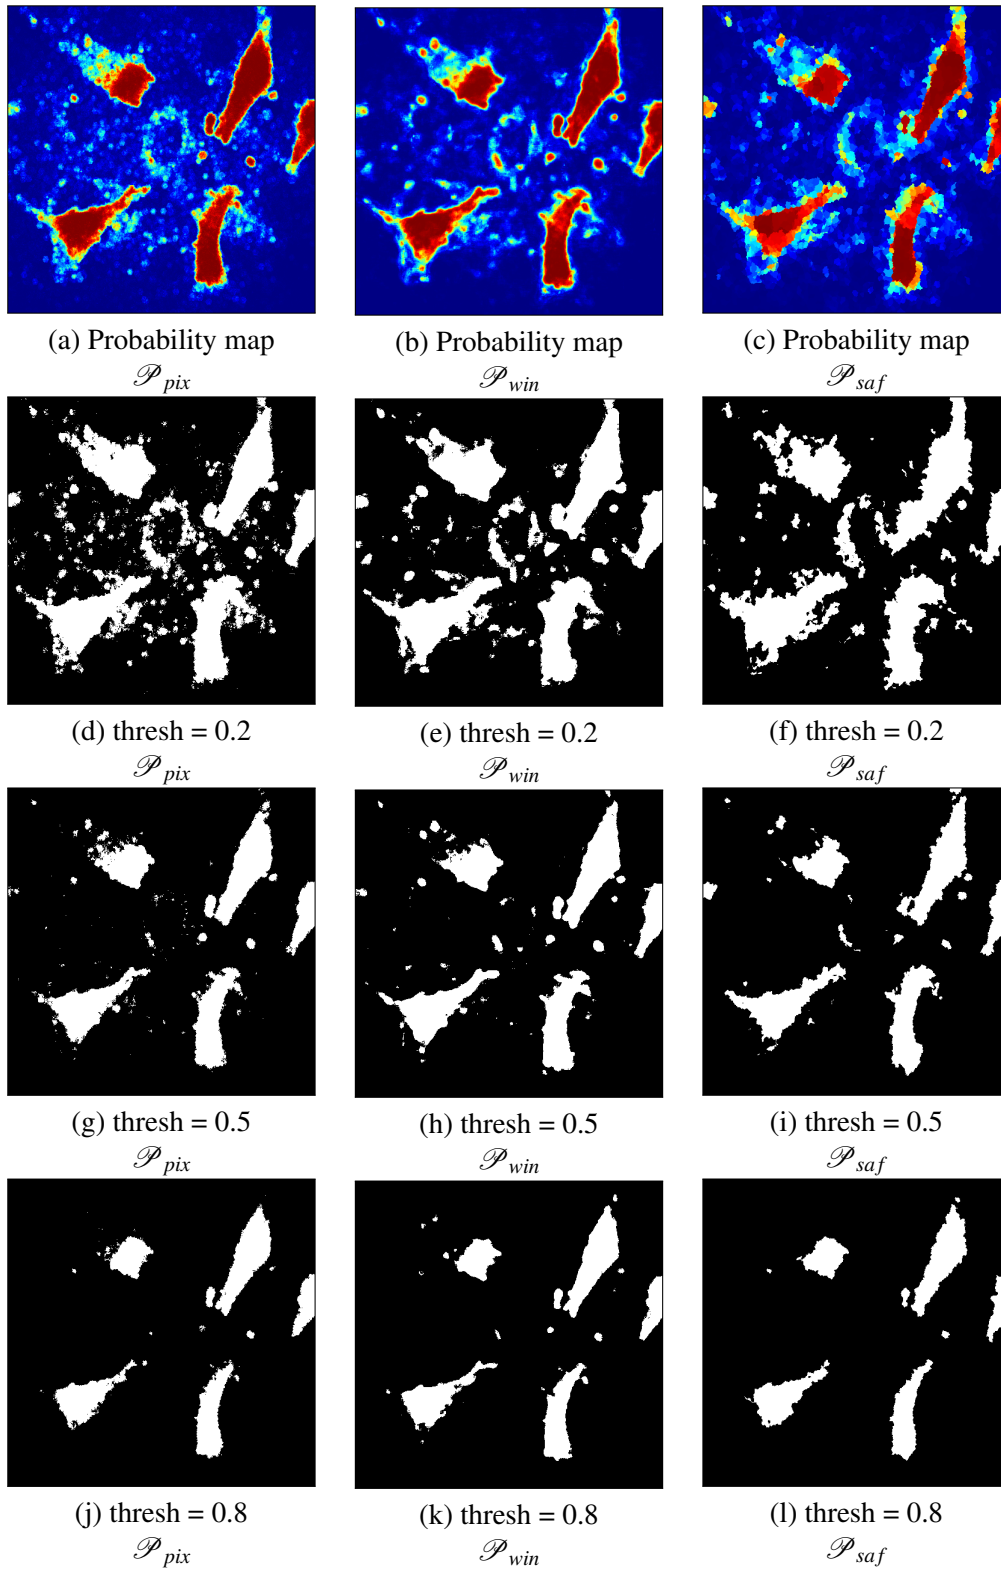 (a) Probability map
𝒫pix
(b) Probability map
𝒫win
(c) Probability map
𝒫saf
(d) thresh = 0.2
𝒫pix
(e) thresh = 0.2
𝒫win
(f) thresh = 0.2
𝒫saf
(g) thresh = 0.5
𝒫pix
(h) thresh = 0.5
𝒫win
(i) thresh = 0.5
𝒫saf
(j) thresh = 0.8
𝒫pix
(k) thresh = 0.8
𝒫win
(l) thresh = 0.8
𝒫saf